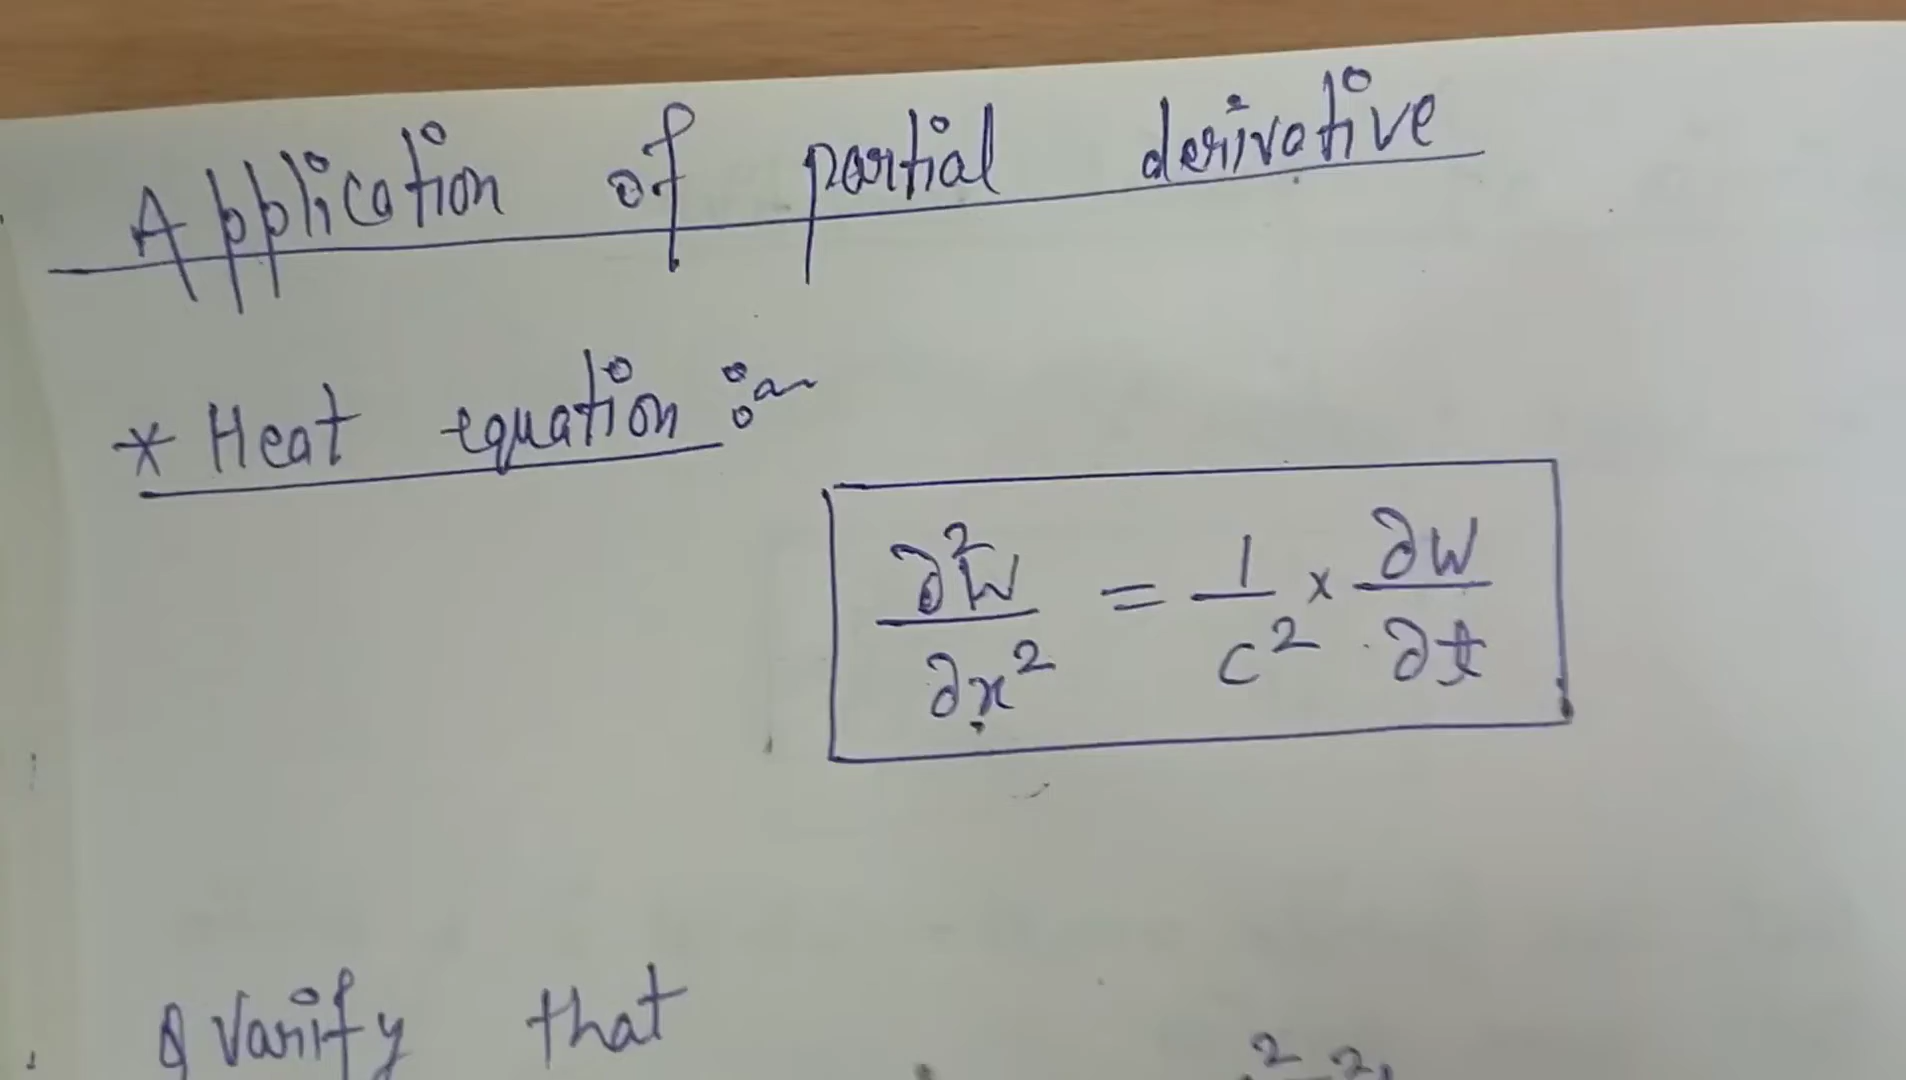 Application of partial derivative
* Heat equation :-
∂²w/∂x² = 1/c² × ∂w/∂t
Q Varify that